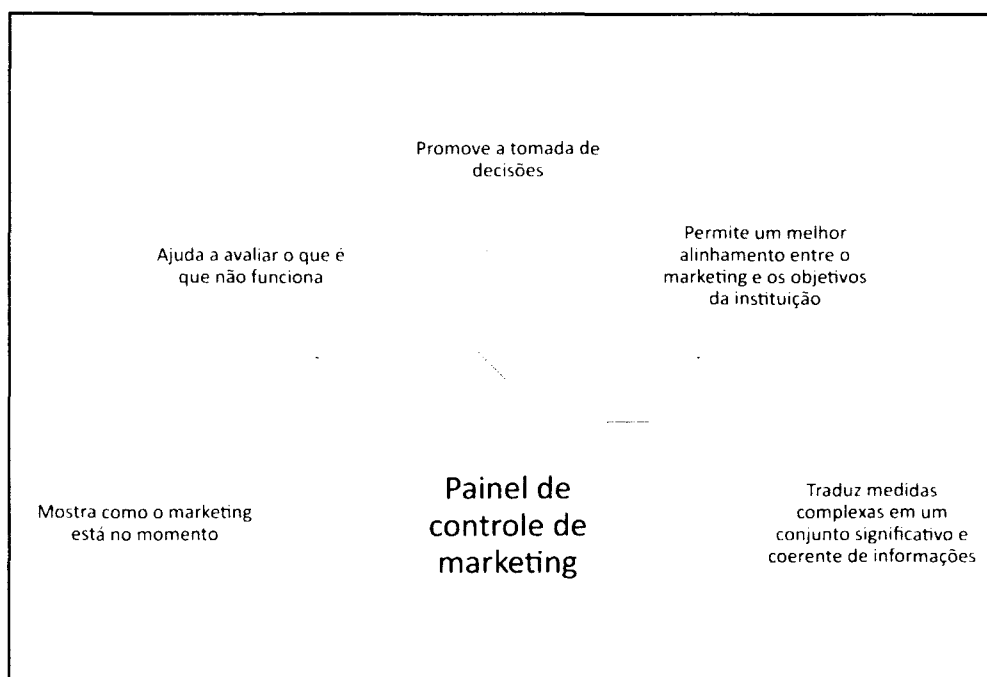 Promove a tomada de
decisões
Ajuda a avaliar o que é
que não funciona
Permite um melhor
alinhamento entre o
marketing e os objetivos
da instituição
Mostra como o marketing
está no momento
Painel de
controle de
marketing
Traduz medidas
complexas em um
conjunto significativo e
coerente de informações